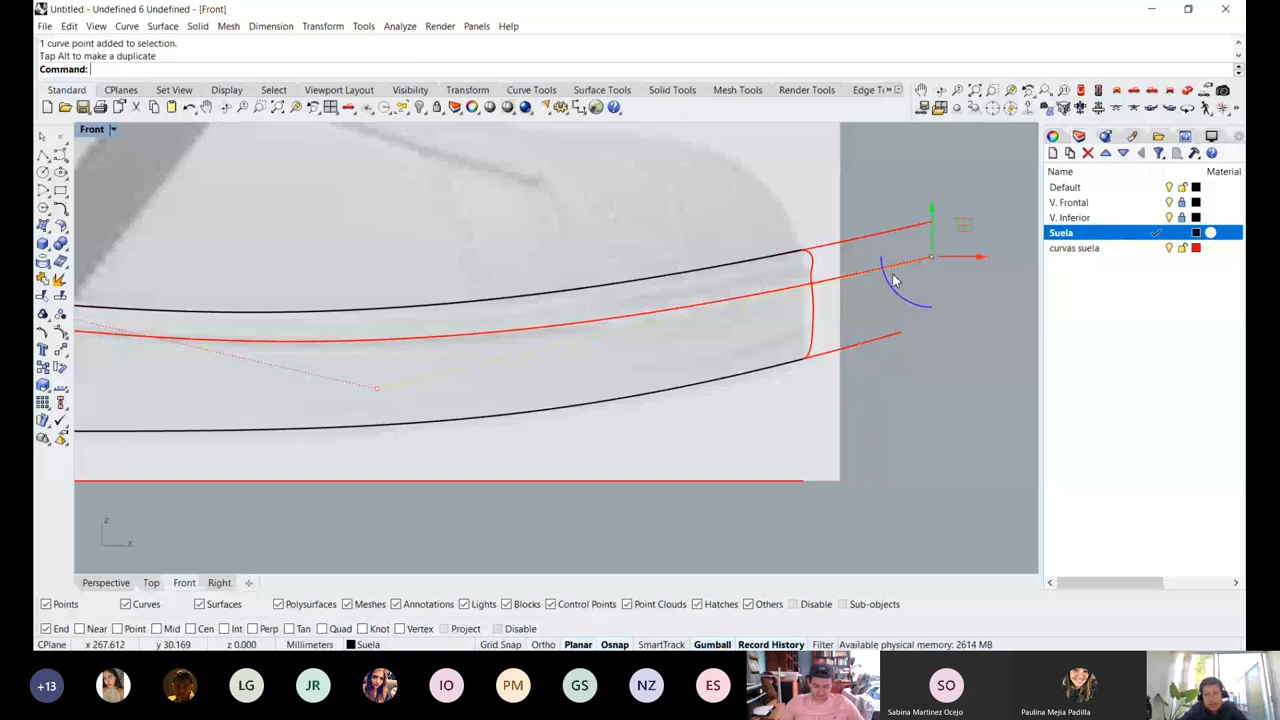 Untitled - Undefined 6 Undefined - [Front]
File Edit View Curve Surface Solid Mesh Dimension Transform Tools Analyze Render Panels Help
1 curve point added to selection.
Tap Alt to make a duplicate
Command:
Standard CPlanes Set View Display Select Viewport Layout Visibility Transform Curve Tools Surface Tools Solid Tools Mesh Tools Render Tools Edge T
Front
Name Material
Default
V. Frontal
V. Inferior
Suela
curvas suela
z
x
Perspective Top Front Right
Points Curves Surfaces Polysurfaces Meshes Annotations Lights Blocks Control Points Point Clouds Hatches Others Disable Sub-objects
End Near Point Mid Cen Int Perp Tan Quad Knot Vertex Project Disable
CPlane x 267.612 y 30.169 z 0.000 Millimeters Suela Grid Snap Ortho Planar Osnap SmartTrack Gumball Record History Filter Available physical memory: 2614 MB
+13 LG JR IO PM GS NZ ES SO
Sabina Martinez Ocejo Paulina Mejia Padilla